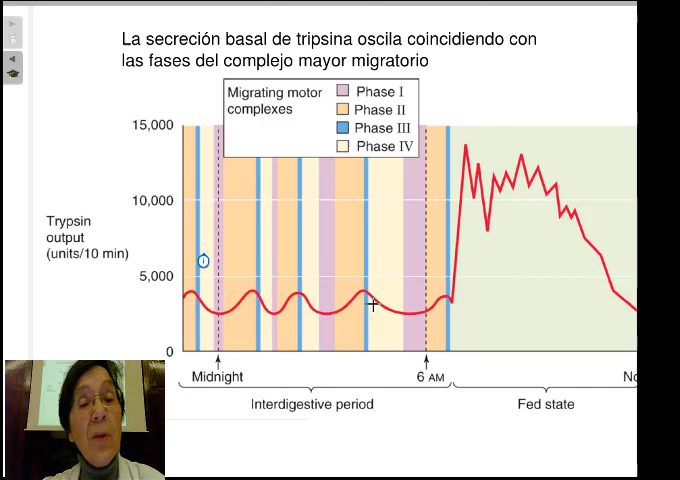 La secreción basal de tripsina oscila coincidiendo con
las fases del complejo mayor migratorio
Migrating motor
complexes
Phase I
Phase II
Phase III
Phase IV
15,000
10,000
5,000
0
Trypsin
output
(units/10 min)
Midnight
6 AM
No
Interdigestive period
Fed state